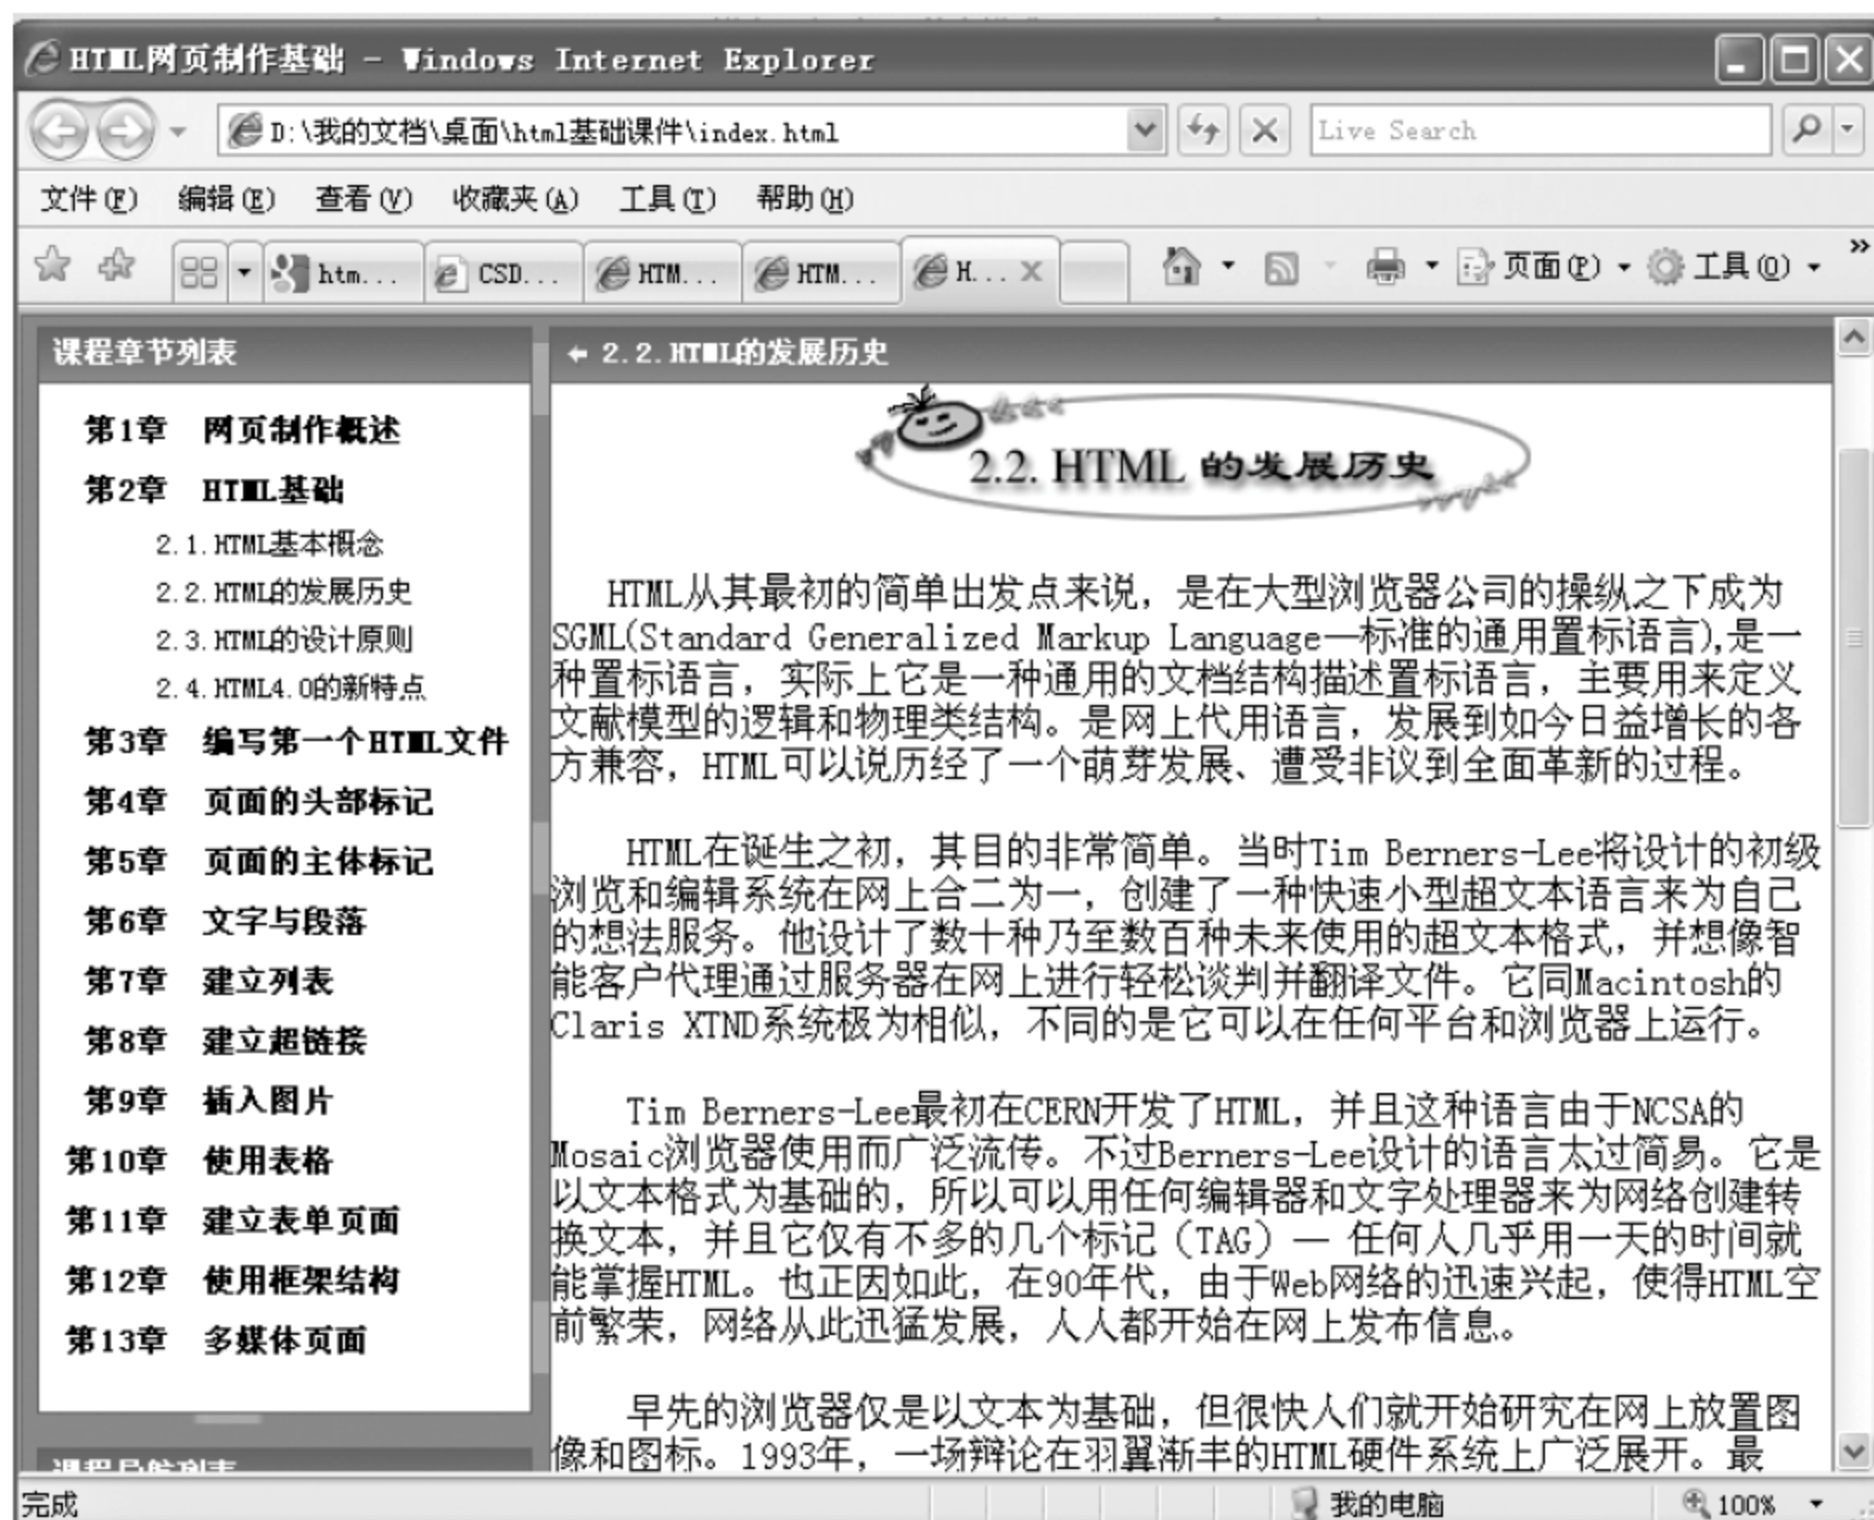 HTML网页制作基础 - Windows Internet Explorer
D:\我的文档\桌面\html基础课件\index.html
Live Search
文件(F) 编辑(E) 查看(V) 收藏夹(A) 工具(T) 帮助(H)
htm... CSD... HTM... HTM... H... 页面(P) 工具(O) »
课程章节列表
第1章 网页制作概述
第2章 HTML基础
2.1.HTML基本概念
2.2.HTML的发展历史
2.3.HTML的设计原则
2.4.HTML4.0的新特点
第3章 编写第一个HTML文件
第4章 页面的头部标记
第5章 页面的主体标记
第6章 文字与段落
第7章 建立列表
第8章 建立超链接
第9章 插入图片
第10章 使用表格
第11章 建立表单页面
第12章 使用框架结构
第13章 多媒体页面
课程导航列表
2.2.HTML的发展历史
2.2. HTML 的发展历史
HTML从其最初的简单出发点来说，是在大型浏览器公司的操纵之下成为
SGML(Standard Generalized Markup Language—标准的通用置标语言),是一
种置标语言，实际上它是一种通用的文档结构描述置标语言，主要用来定义
文献模型的逻辑和物理类结构。是网上代用语言，发展到如今日益增长的各
方兼容，HTML可以说历经了一个萌芽发展、遭受非议到全面革新的过程。
HTML在诞生之初，其目的非常简单。当时Tim Berners-Lee将设计的初级
浏览和编辑系统在网上合二为一，创建了一种快速小型超文本语言来为自己
的想法服务。他设计了数十种乃至数百种未来使用的超文本格式，并想像智
能客户代理通过服务器在网上进行轻松谈判并翻译文件。它同Macintosh的
Claris XTND系统极为相似，不同的是它可以在任何平台和浏览器上运行。
Tim Berners-Lee最初在CERN开发了HTML，并且这种语言由于NCSA的
Mosaic浏览器使用而广泛流传。不过Berners-Lee设计的语言太过简易。它是
以文本格式为基础的，所以可以用任何编辑器和文字处理器来为网络创建转
换文本，并且它仅有不多的几个标记（TAG）— 任何人几乎用一天的时间就
能掌握HTML。也正因如此，在90年代，由于Web网络的迅速兴起，使得HTML空
前繁荣，网络从此迅猛发展，人人都开始在网上发布信息。
早先的浏览器仅是以文本为基础，但很快人们就开始研究在网上放置图
像和图标。1993年，一场辩论在羽翼渐丰的HTML硬件系统上广泛展开。最
完成 我的电脑 100%